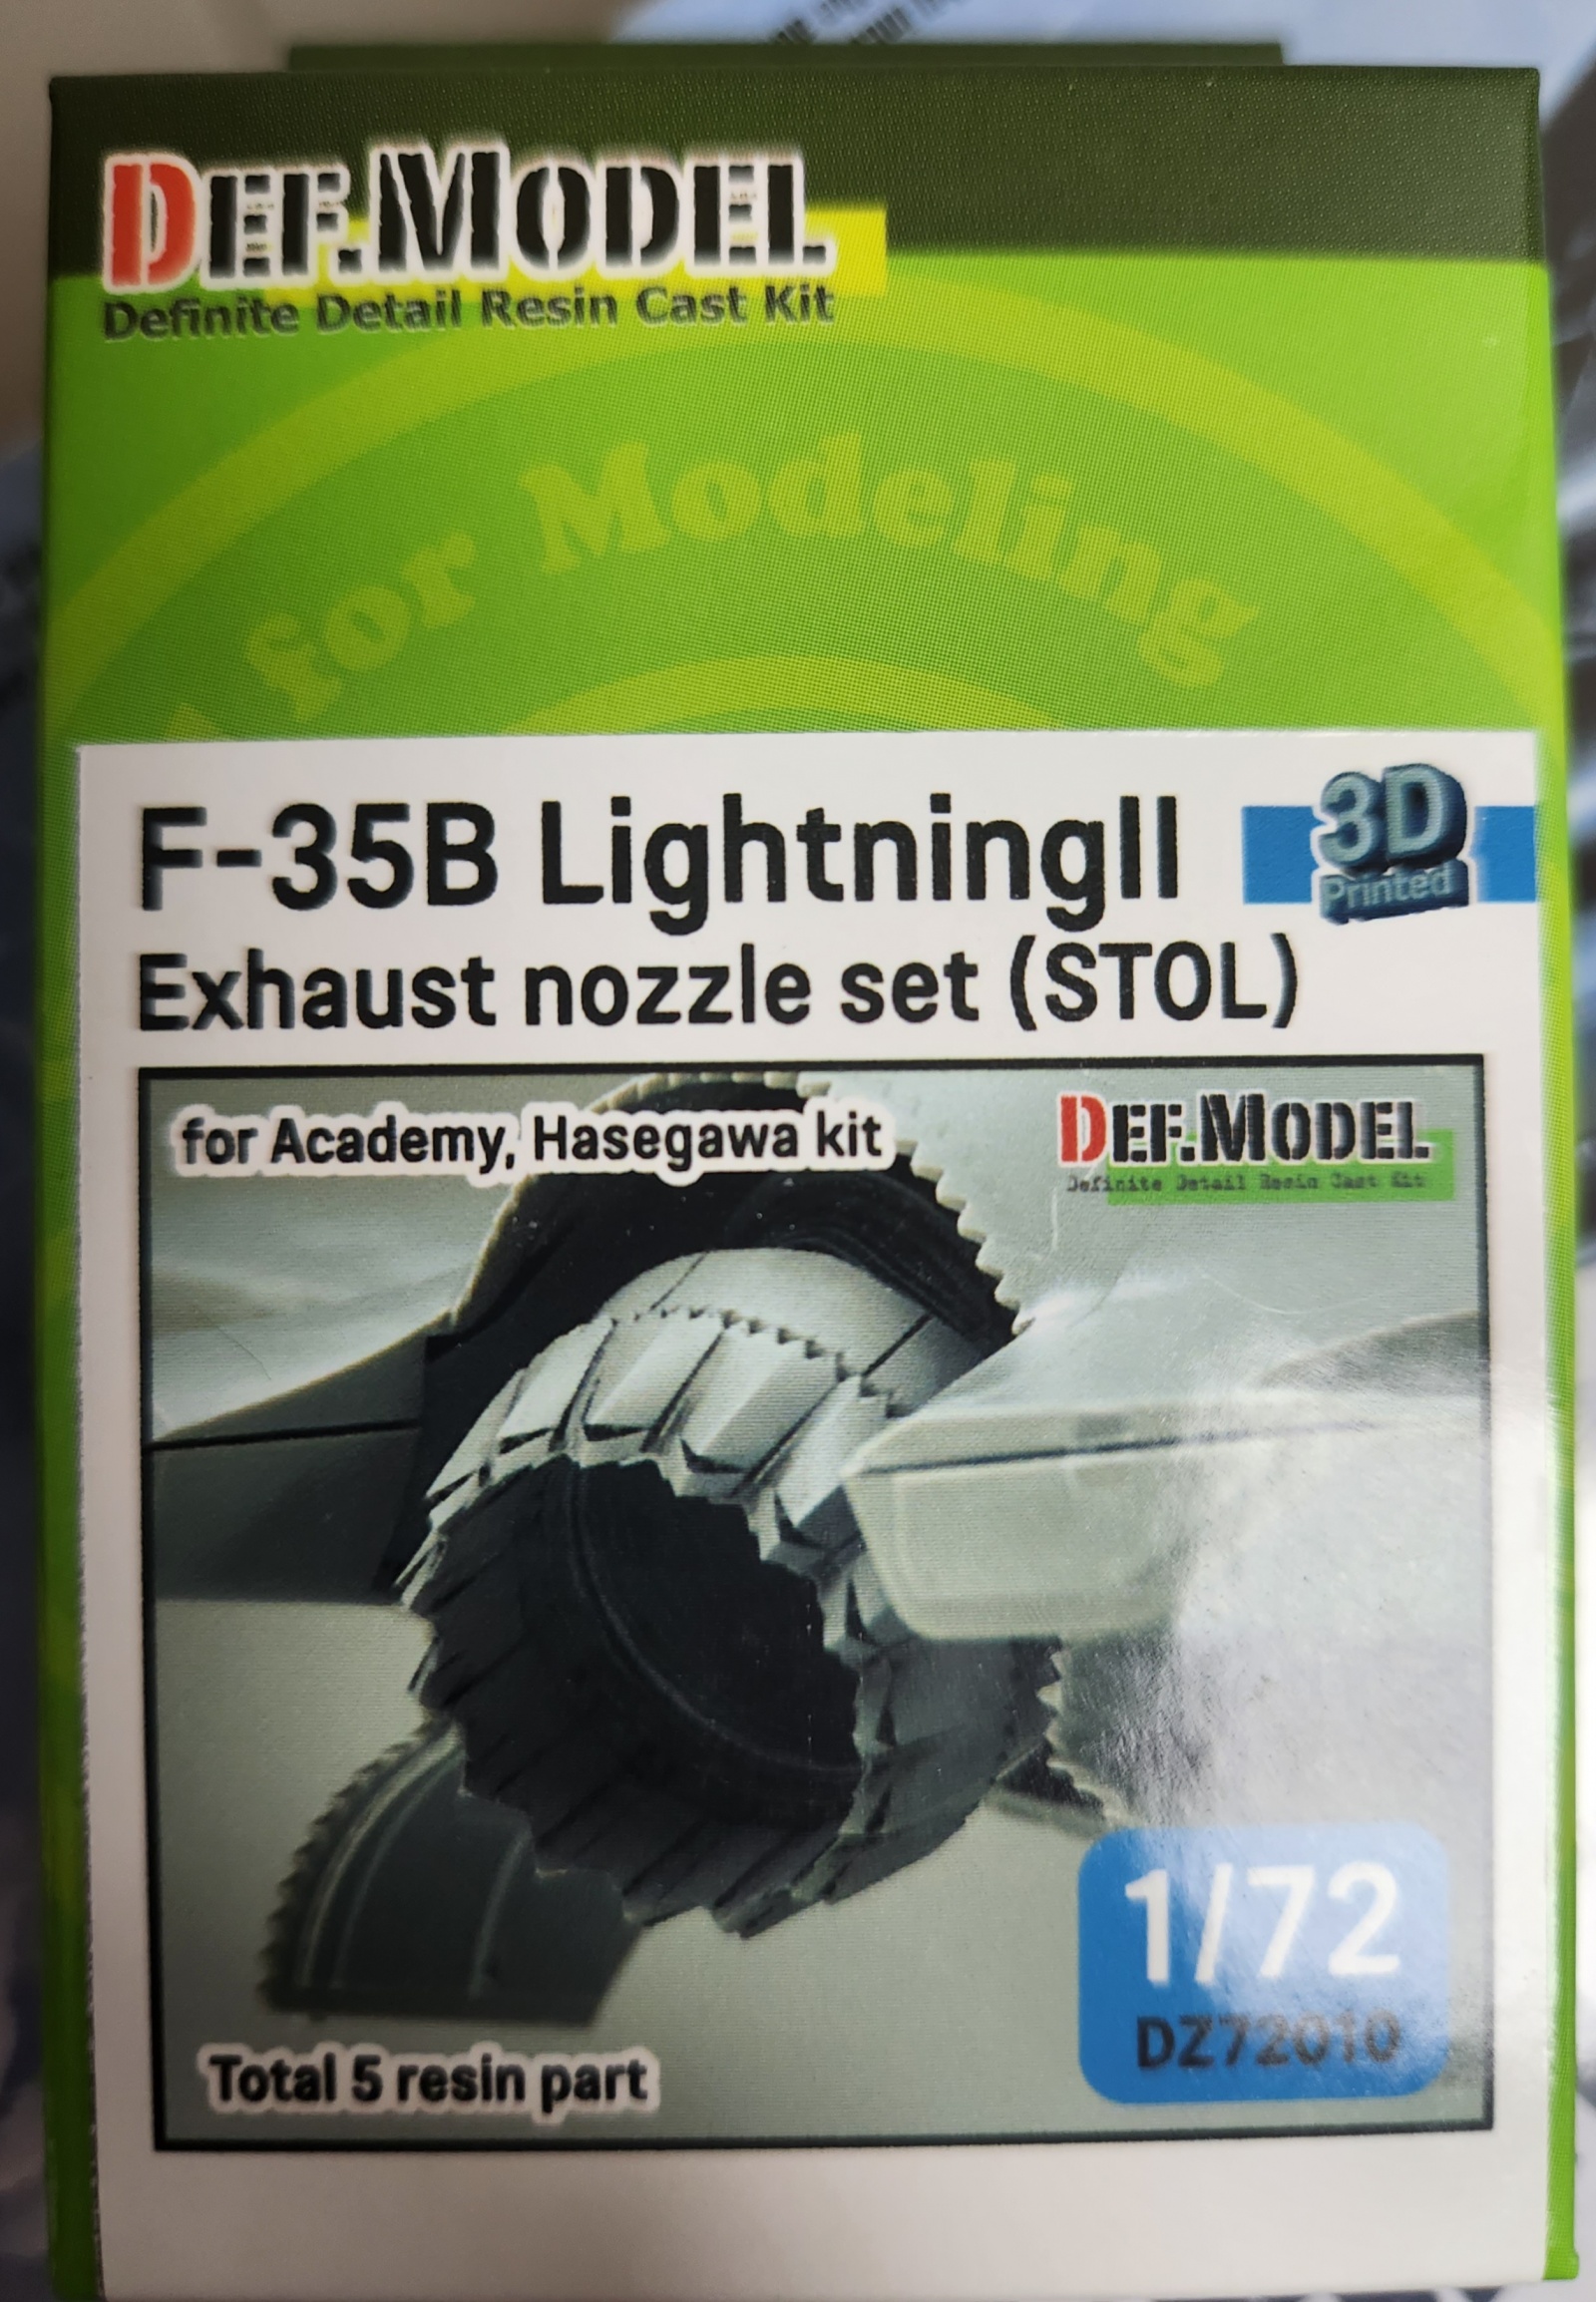 DEF.MODEL
Definite Detail Resin Cast Kit
for Modeling
F-35B LightningII
3D
Printed
Exhaust nozzle set (STOL)
for Academy, Hasegawa kit
DEF.MODEL
Definite Detail Resin Cast Kit
1/72
DZ72010
Total 5 resin part